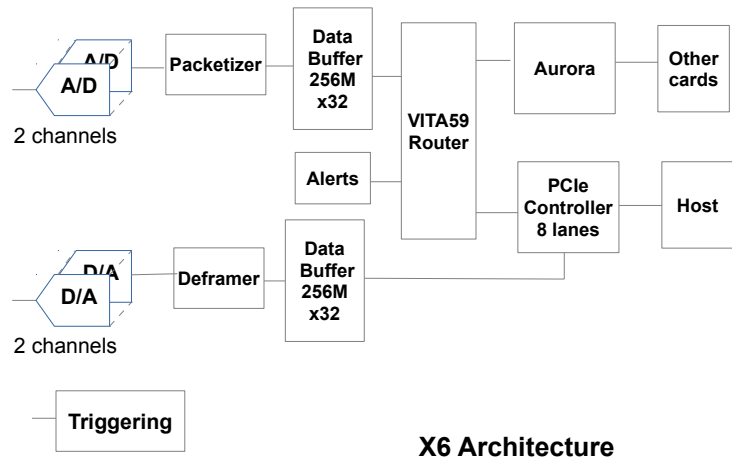 A/D
A/D
2 channels
Packetizer
Data
Buffer
256M
x32
Alerts
VITA59
Router
Aurora
Other
cards
PCIe
Controller
8 lanes
Host
D/A
D/A
2 channels
Deframer
Data
Buffer
256M
x32
Triggering
X6 Architecture